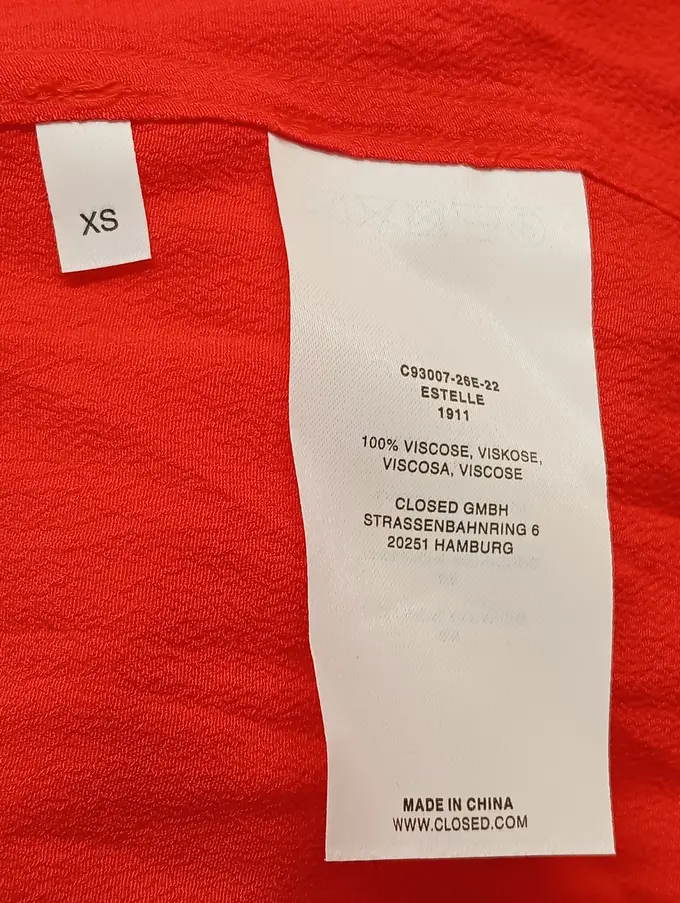 XS
C93007-26E-22
ESTELLE
1911
100% VISCOSE, VISKOSE,
VISCOSA, VISCOSE
CLOSED GMBH
STRASSENBAHNRING 6
20251 HAMBURG
MADE IN CHINA
WWW.CLOSED.COM